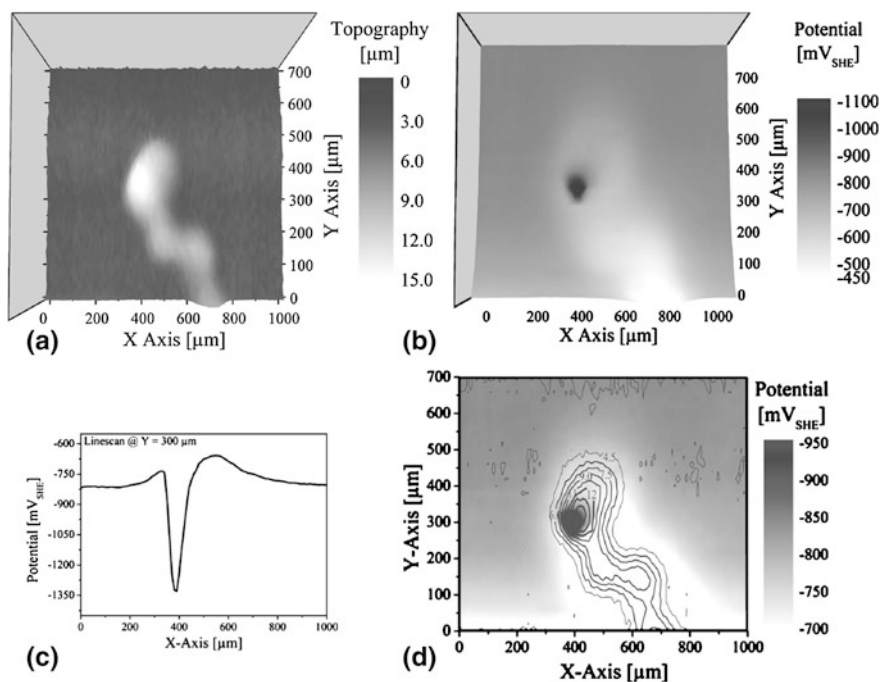 Topography
[µm]
0
3.0
6.0
9.0
12.0
15.0
700
600
500
400
300
200
100
0
Y Axis [µm]
0 200 400 600 800 1000
X Axis [µm]
(a)
Potential
[mV_SHE]
-1100
-1000
-900
-800
-700
-600
-500
-450
700
600
500
400
300
200
100
0
Y Axis [µm]
0 200 400 600 800 1000
X Axis [µm]
(b)
Linescan @ Y = 300 µm
-600
-750
-900
-1050
-1200
-1350
Potential [mV_SHE]
0 200 400 600 800 1000
X-Axis [µm]
(c)
Potential
[mV_SHE]
-950
-900
-850
-800
-750
-700
700
600
500
400
300
200
100
0
Y-Axis [µm]
4.5
12
0 200 400 600 800 1000
X-Axis [µm]
(d)